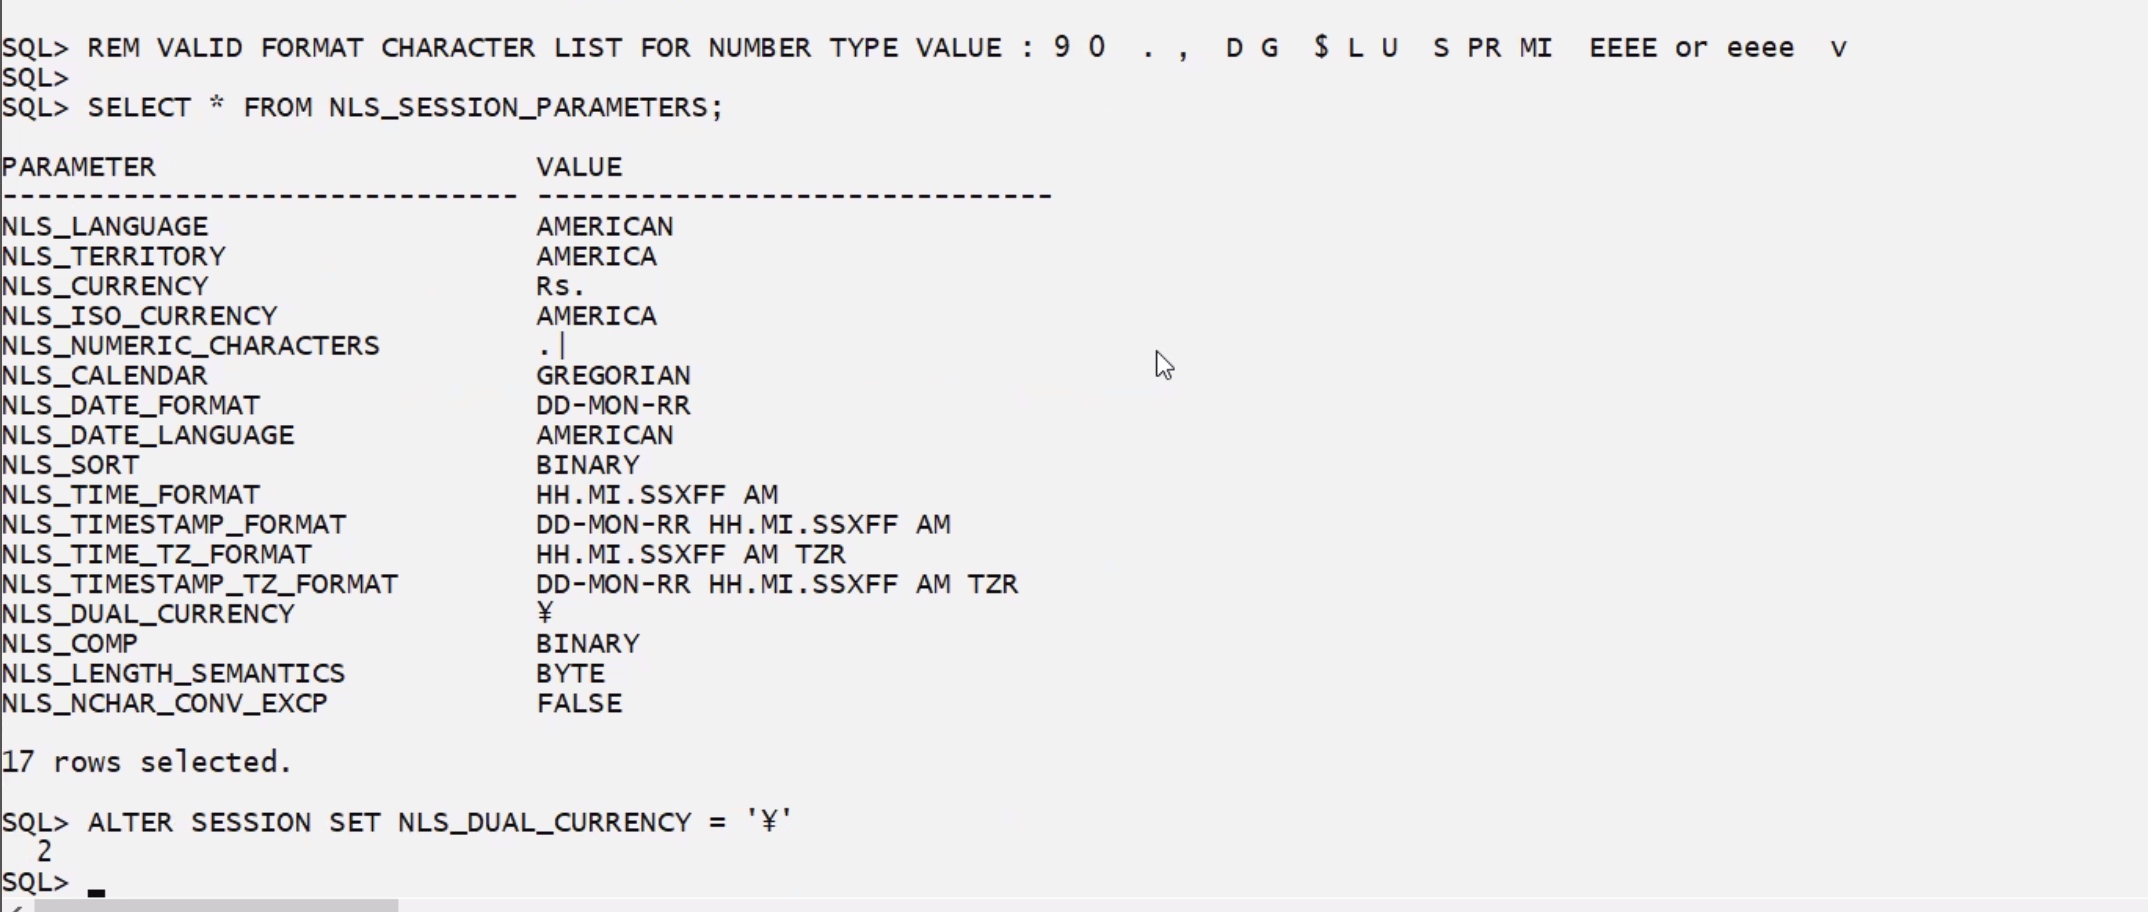 SQL> REM VALID FORMAT CHARACTER LIST FOR NUMBER TYPE VALUE : 9 0  . ,  D G  $ L U  S PR MI  EEEE or eeee  v
SQL>
SQL> SELECT * FROM NLS_SESSION_PARAMETERS;
PARAMETER                      VALUE
------------------------------ ------------------------------
NLS_LANGUAGE                   AMERICAN
NLS_TERRITORY                  AMERICA
NLS_CURRENCY                   Rs.
NLS_ISO_CURRENCY               AMERICA
NLS_NUMERIC_CHARACTERS         .|
NLS_CALENDAR                   GREGORIAN
NLS_DATE_FORMAT                DD-MON-RR
NLS_DATE_LANGUAGE              AMERICAN
NLS_SORT                       BINARY
NLS_TIME_FORMAT                HH.MI.SSXFF AM
NLS_TIMESTAMP_FORMAT           DD-MON-RR HH.MI.SSXFF AM
NLS_TIME_TZ_FORMAT             HH.MI.SSXFF AM TZR
NLS_TIMESTAMP_TZ_FORMAT        DD-MON-RR HH.MI.SSXFF AM TZR
NLS_DUAL_CURRENCY              ¥
NLS_COMP                       BINARY
NLS_LENGTH_SEMANTICS           BYTE
NLS_NCHAR_CONV_EXCP            FALSE
17 rows selected.
SQL> ALTER SESSION SET NLS_DUAL_CURRENCY = '¥'
  2
SQL>